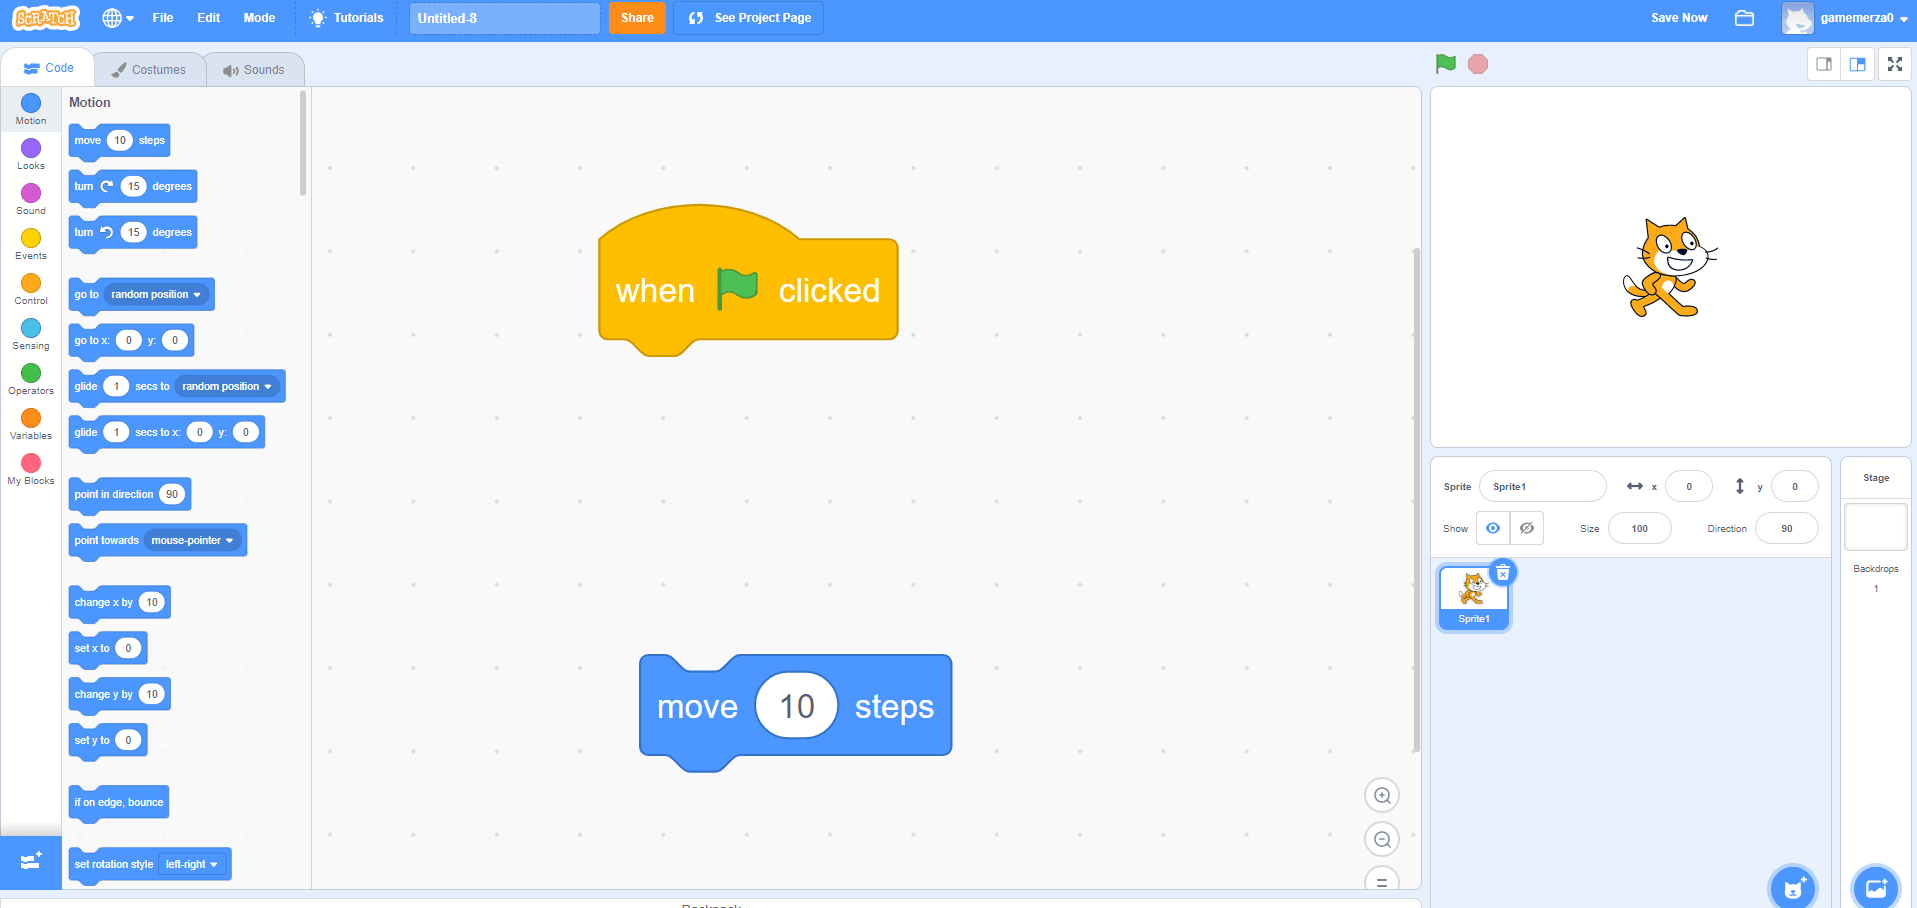 SCRATCH File Edit Mode Tutorials Untitled-8 Share See Project Page Save Now gamemerza0
Code Costumes Sounds
Motion
Looks
Sound
Events
Control
Sensing
Operators
Variables
My Blocks
Motion
move 10 steps
turn 15 degrees
turn 15 degrees
go to random position
go to x: 0 y: 0
glide 1 secs to random position
glide 1 secs to x: 0 y: 0
point in direction 90
point towards mouse-pointer
change x by 10
set x to 0
change y by 10
set y to 0
if on edge, bounce
set rotation style left-right
when clicked
move 10 steps
Sprite Sprite1 x 0 y 0
Show Size 100 Direction 90
Sprite1
Stage
Backdrops
1
Backpack